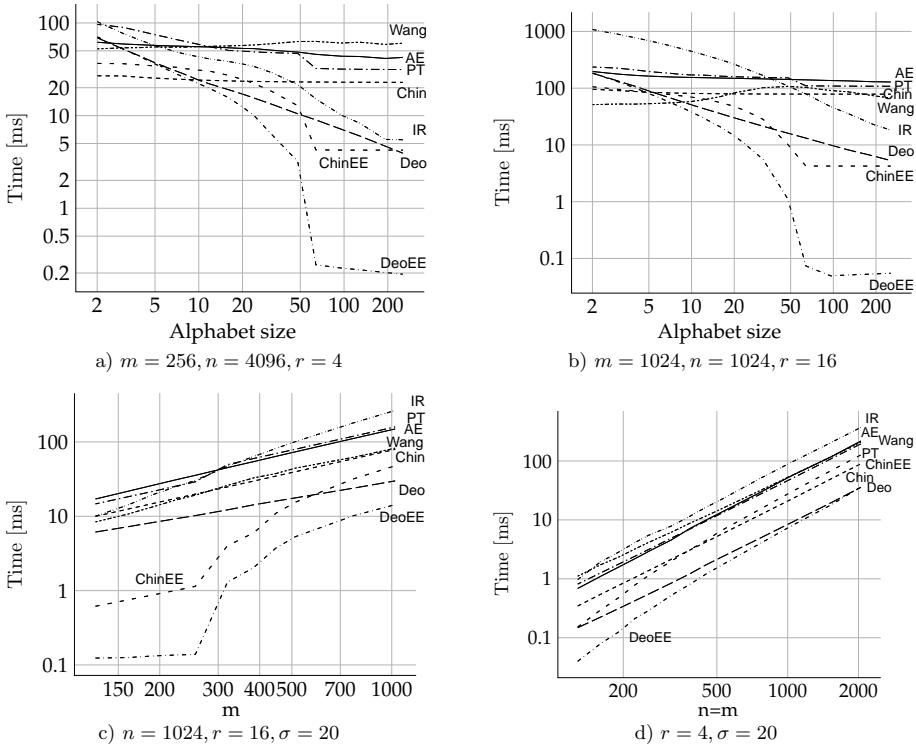 Time [ms]
100
50
20
10
5
2
1
0.5
0.2
Wang
AE
PT
Chin
IR
ChinEE
Deo
DeoEE
2 5 10 20 50 100 200
Alphabet size
a) m = 256, n = 4096, r = 4
Time [ms]
1000
100
10
1
0.1
AE
PT
Chin
Wang
IR
Deo
ChinEE
DeoEE
2 5 10 20 50 100 200
Alphabet size
b) m = 1024, n = 1024, r = 16
Time [ms]
100
10
1
0.1
IR
PT
AE
Wang
Chin
Deo
DeoEE
ChinEE
150 200 300 400 500 700 1000
m
c) n = 1024, r = 16, σ = 20
Time [ms]
100
10
1
0.1
IR
AE
Wang
PT
ChinEE
Chin
Deo
DeoEE
200 500 1000 2000
n=m
d) r = 4, σ = 20